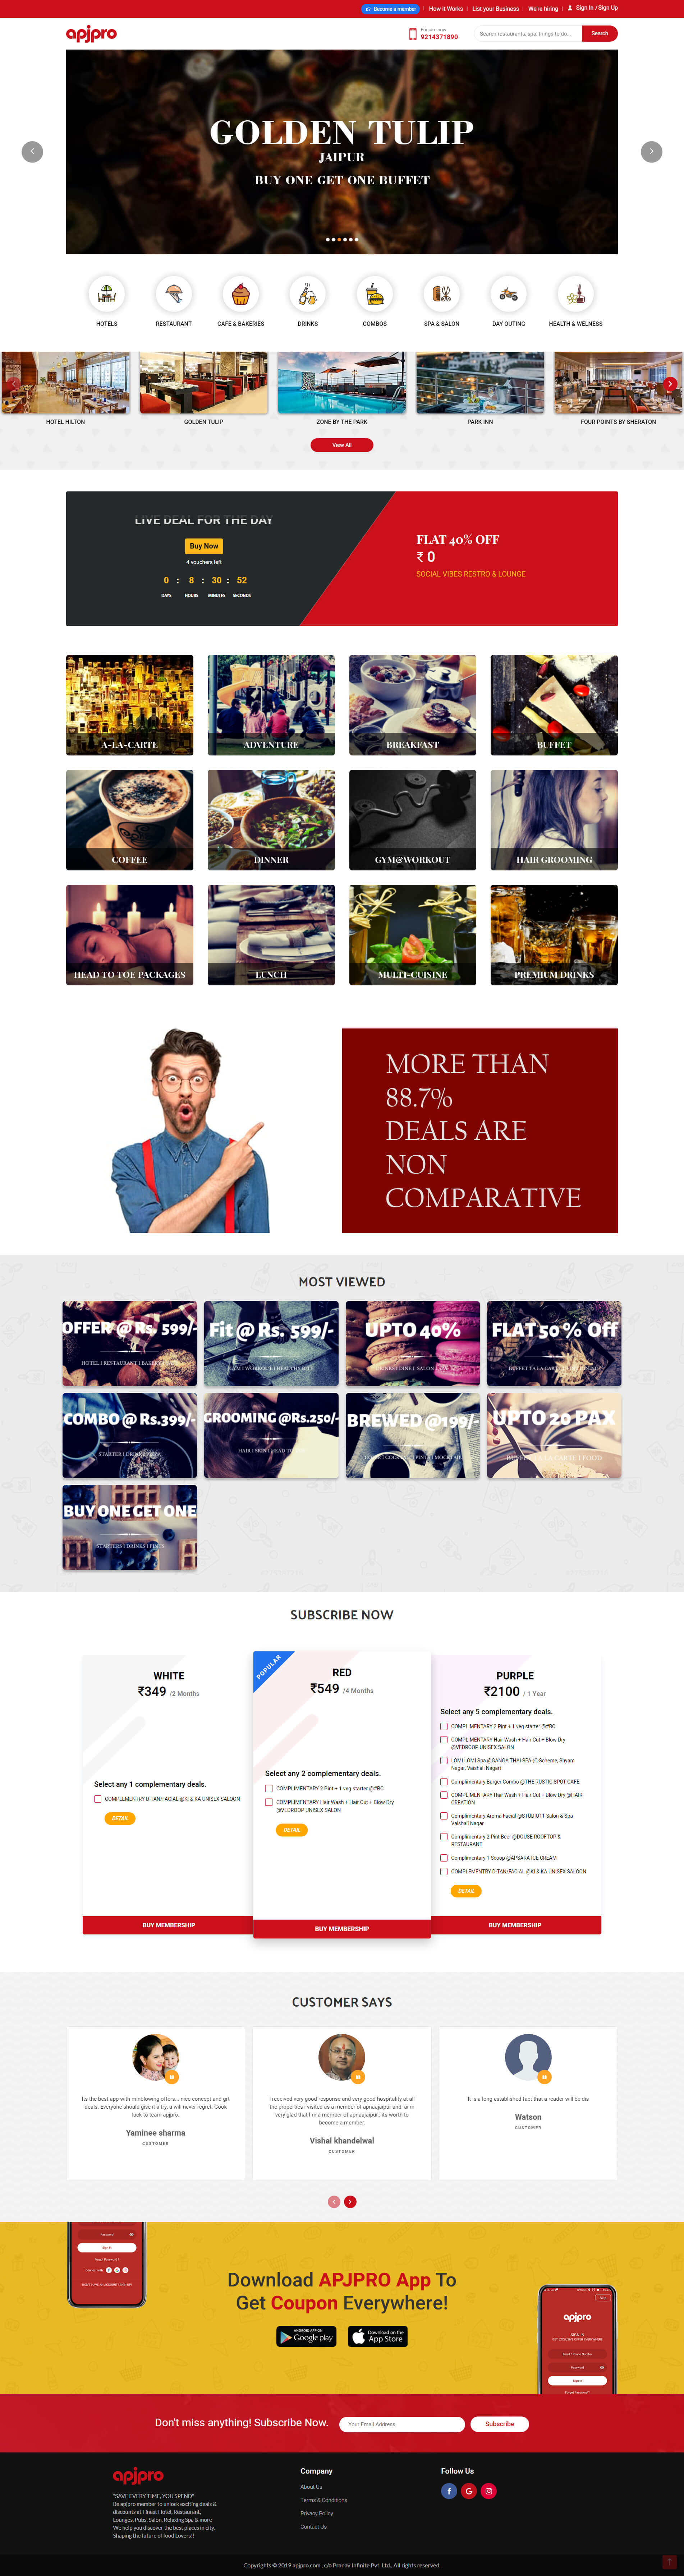 Become a member | How it Works | List your Business | We're hiring | Sign In / Sign Up
apjpro
Enquire now
9214371890
Search restaurants, spa, things to do...
Search
GOLDEN TULIP
JAIPUR
BUY ONE GET ONE BUFFET
HOTELS
RESTAURANT
CAFE & BAKERIES
DRINKS
COMBOS
SPA & SALON
DAY OUTING
HEALTH & WELNESS
HOTEL HILTON
GOLDEN TULIP
ZONE BY THE PARK
PARK INN
FOUR POINTS BY SHERATON
View All
LIVE DEAL FOR THE DAY
Buy Now
4 vouchers left
0 : 8 : 30 : 52
DAYS HOURS MINUTES SECONDS
FLAT 40% OFF
₹ 0
SOCIAL VIBES RESTRO & LOUNGE
A-LA-CARTE
ADVENTURE
BREAKFAST
BUFFET
COFFEE
DINNER
GYM&WORKOUT
HAIR GROOMING
HEAD TO TOE PACKAGES
LUNCH
MULTI-CUISINE
PREMIUM DRINKS
MORE THAN
88.7%
DEALS ARE
NON
COMPARATIVE
MOST VIEWED
OFFER @ Rs. 599/-
HOTEL I RESTAURANT I
Fit @ Rs. 599/-
GYM I WORKOUT I HEALTHY
UPTO 40%
DINE I SALON
FLAT 50 % Off
BUFFET I A LA CARTE
COMBO @ Rs.399/-
STARTER I
GROOMING @Rs.250/-
HAIR I SKIN I HEAD TO
BREWED @199/-
UPTO 20 PAX
FOOD
BUY ONE GET ONE
STARTERS I DRINKS I PINTS
SUBSCRIBE NOW
WHITE
₹349 /2 Months
Select any 1 complementary deals.
COMPLEMENTRY D-TAN/FACIAL @KI & KA UNISEX SALOON
DETAIL
BUY MEMBERSHIP
POPULAR
RED
₹549 /4 Months
Select any 2 complementary deals.
COMPLIMENTARY 2 Pint + 1 veg starter @#BC
COMPLIMENTARY Hair Wash + Hair Cut + Blow Dry
@VEDROOP UNISEX SALON
DETAIL
BUY MEMBERSHIP
PURPLE
₹2100 / 1 Year
Select any 5 complementary deals.
COMPLIMENTARY 2 Pint + 1 veg starter @#BC
COMPLIMENTARY Hair Wash + Hair Cut + Blow Dry
@VEDROOP UNISEX SALON
LOMI LOMI Spa @GANGA THAI SPA (C-Scheme, Shyam
Nagar, Vaishali Nagar)
Complimentary Burger Combo @THE RUSTIC SPOT CAFE
COMPLIMENTARY Hair Wash + Hair Cut + Blow Dry @HAIR
CREATION
Complimentary Aroma Facial @STUDIO11 Salon & Spa
Vaishali Nagar
Complimentary 2 Pint Beer @DOUSE ROOFTOP &
RESTAURANT
Complimentary 1 Scoop @APSARA ICE CREAM
COMPLEMENTRY D-TAN/FACIAL @KI & KA UNISEX SALOON
DETAIL
BUY MEMBERSHIP
CUSTOMER SAYS
Its the best app with minblowing offers... nice concept and grt
deals. Everyone should give it a try, u will never regret. Gook
luck to team appro.
Yaminee sharma
CUSTOMER
I received very good response and very good hospitality at all
the properties i visited as a member of apnaajaipur and ai m
very glad that I m a member of apnaajaipur.. its worth to
become a member.
Vishal khandelwal
CUSTOMER
It is a long established fact that a reader will be dis
Watson
CUSTOMER
Password
Sign In
Forgot Password ?
Download APJPRO App To
Get Coupon Everywhere!
ANDROID APP ON
Google play
Download on the
App Store
Skip
apjpro
SIGN IN
Email / Phone Number
Password
Sign In
Forgot Password ?
Don't miss anything! Subscribe Now.
Your Email Address
Subscribe
apjpro
"SAVE EVERY TIME, YOU SPEND"
Be apjpro member to unlock exciting deals &
discounts at Finest Hotel, Restaurant,
Lounges, Pubs, Salon, Relaxing Spa & more
We help you discover the best places in city.
Shaping the future of food Lovers!!
Company
About Us
Terms & Conditions
Privacy Policy
Contact Us
Follow Us
Copyrights © 2019 apjpro.com , c/o Pranav Infinite Pvt. Ltd., All rights reserved.